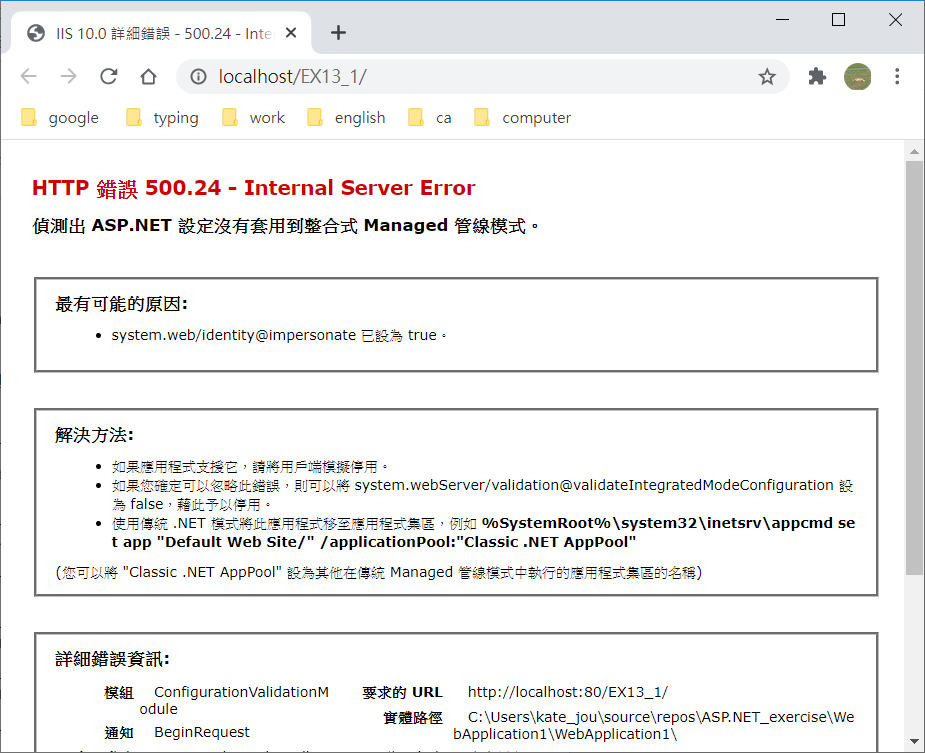 IIS 10.0 詳細錯誤 - 500.24 - Inte
localhost/EX13_1/
google typing work english ca computer
HTTP 錯誤 500.24 - Internal Server Error
偵測出 ASP.NET 設定沒有套用到整合式 Managed 管線模式。
最有可能的原因:
system.web/identity@impersonate 已設為 true。
解決方法:
如果應用程式支援它，請將用戶端模擬停用。
如果您確定可以忽略此錯誤，則可以將 system.webServer/validation@validateIntegratedModeConfiguration 設
為 false，藉此予以停用。
使用傳統 .NET 模式將此應用程式移至應用程式集區，例如 %SystemRoot%\system32\inetsrv\appcmd se
t app "Default Web Site/" /applicationPool:"Classic .NET AppPool"
(您可以將 "Classic .NET AppPool" 設為其他在傳統 Managed 管線模式中執行的應用程式集區的名稱)
詳細錯誤資訊:
模組 ConfigurationValidationM
odule
通知 BeginRequest
要求的 URL http://localhost:80/EX13_1/
實體路徑 C:\Users\kate_jou\source\repos\ASP.NET_exercise\We
bApplication1\WebApplication1\